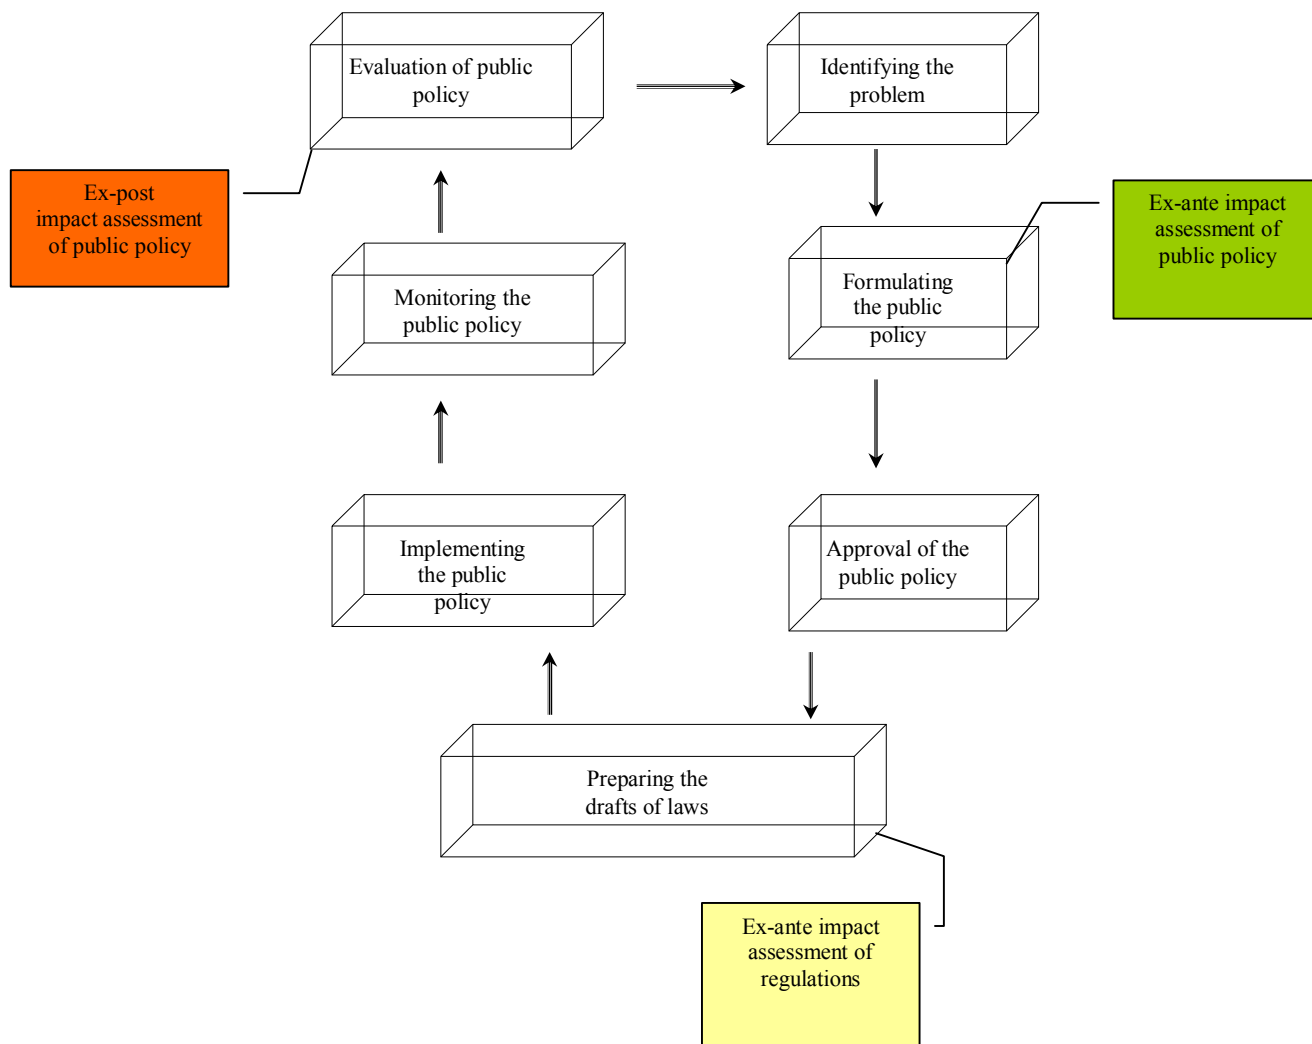 Evaluation of public
policy
Identifying the
problem
Ex-post
impact assessment
of public policy
Ex-ante impact
assessment of
public policy
Monitoring the
public policy
Formulating
the public
policy
Implementing
the public
policy
Approval of the
public policy
Preparing the
drafts of laws
Ex-ante impact
assessment of
regulations